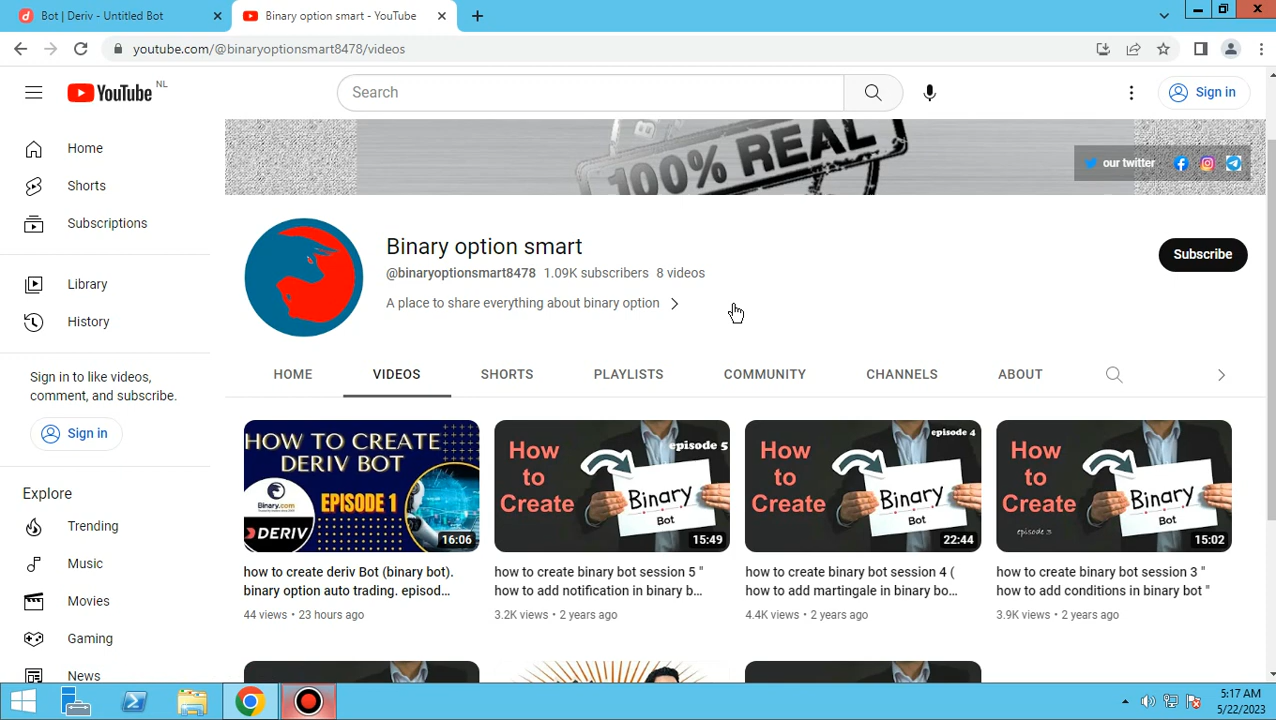 Bot | Deriv - Untitled Bot
Binary option smart - YouTube
youtube.com/@binaryoptionsmart8478/videos
YouTube NL
Search
Sign in
Home
Shorts
Subscriptions
Library
History
Sign in to like videos,
comment, and subscribe.
Sign in
Explore
Trending
Music
Movies
Gaming
News
100% REAL
our twitter
Binary option smart
@binaryoptionsmart8478 1.09K subscribers 8 videos
A place to share everything about binary option
Subscribe
HOME VIDEOS SHORTS PLAYLISTS COMMUNITY CHANNELS ABOUT
HOW TO CREATE
DERIV BOT
EPISODE 1
Binary.com
DERIV
16:06
how to create deriv Bot (binary bot).
binary option auto trading. episod...
44 views • 23 hours ago
episode 5
How
to
Create
Binary
Bot
15:49
how to create binary bot session 5 "
how to add notification in binary b...
3.2K views • 2 years ago
episode 4
How
to
Create
Binary
Bot
22:44
how to create binary bot session 4 (
how to add martingale in binary bo...
4.4K views • 2 years ago
How
to
Create
episode 3
Binary
Bot
15:02
how to create binary bot session 3 "
how to add conditions in binary bot "
3.9K views • 2 years ago
5:17 AM
5/22/2023